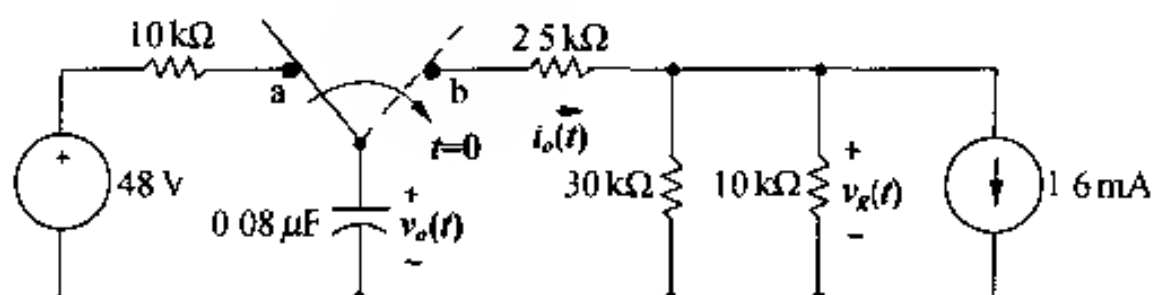 10 kΩ
2 5 kΩ
a
b
t=0
i_o(t)
+
48 V
30 kΩ
10 kΩ
+
v_R(t)
−
1 6 mA
0 08 μF
+
v_o(t)
−